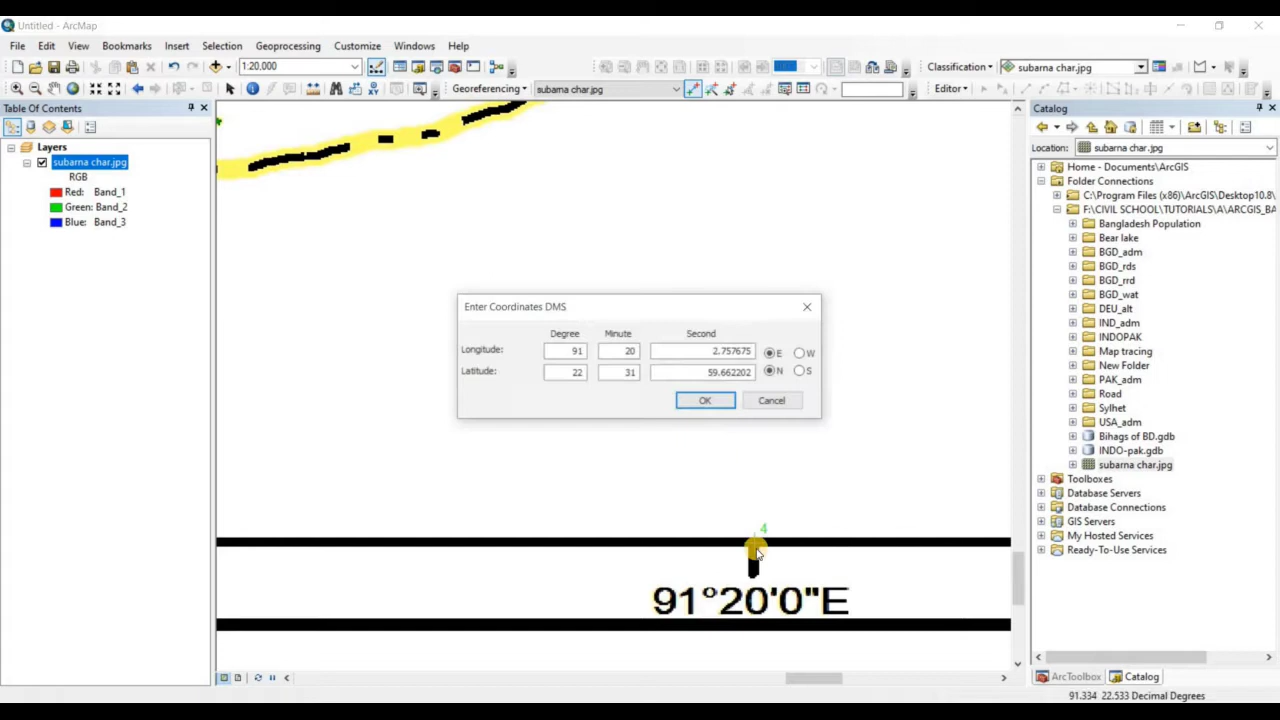 Untitled - ArcMap
File Edit View Bookmarks Insert Selection Geoprocessing Customize Windows Help
1:20,000
Classification
subarna char.jpg
Georeferencing
subarna char.jpg
Editor
Table Of Contents
Layers
subarna char.jpg
RGB
Red: Band_1
Green: Band_2
Blue: Band_3
Enter Coordinates DMS
Degree Minute Second
Longitude: 91 20 2.757675 E W
Latitude: 22 31 59.662202 N S
OK Cancel
4
91°20'0"E
Catalog
Location: subarna char.jpg
Home - Documents\ArcGIS
Folder Connections
C:\Program Files (x86)\ArcGIS\Desktop10.8\
F:\CIVIL SCHOOL\TUTORIALS\A\ARCGIS_BA
Bangladesh Population
Bear lake
BGD_adm
BGD_rds
BGD_rrd
BGD_wat
DEU_alt
IND_adm
INDOPAK
Map tracing
New Folder
PAK_adm
Road
Sylhet
USA_adm
Bihags of BD.gdb
INDO-pak.gdb
subarna char.jpg
Toolboxes
Database Servers
Database Connections
GIS Servers
My Hosted Services
Ready-To-Use Services
ArcToolbox Catalog
91.334 22.533 Decimal Degrees